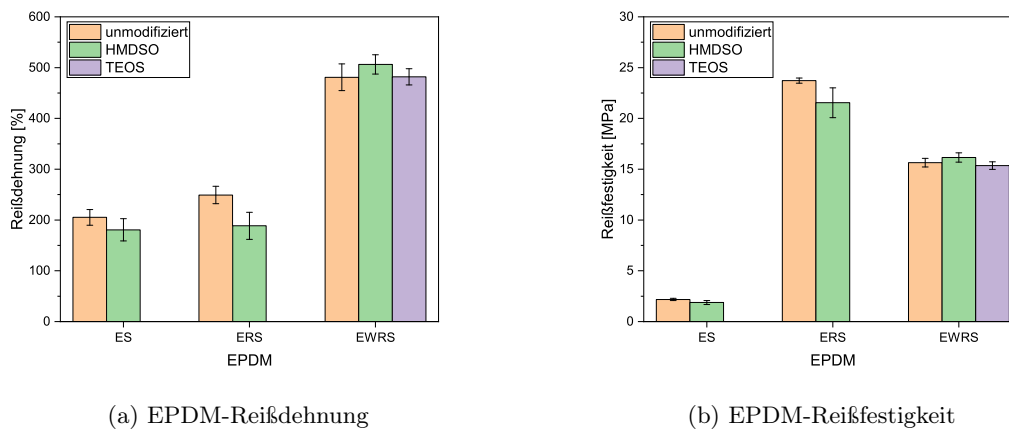 600
500
400
300
200
100
0
Reißdehnung [%]
unmodifiziert
HMDSO
TEOS
ES
ERS
EWRS
EPDM
(a) EPDM-Reißdehnung
30
25
20
15
10
5
0
Reißfestigkeit [MPa]
unmodifiziert
HMDSO
TEOS
ES
ERS
EWRS
EPDM
(b) EPDM-Reißfestigkeit